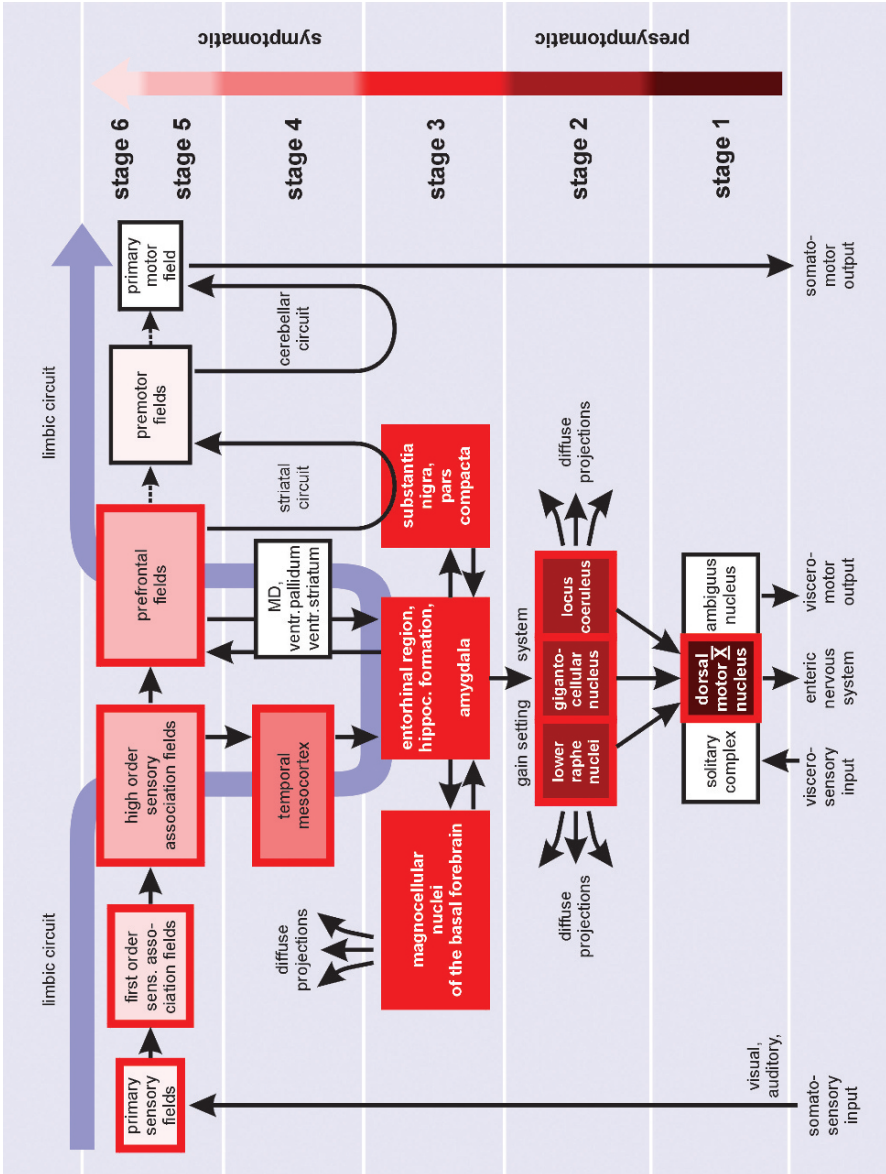 limbic circuit
limbic circuit
primary
sensory
fields
first order
sens. asso-
ciation fields
high order
sensory
association fields
prefrontal
fields
premotor
fields
primary
motor
field
stage 6
stage 5
symptomatic
diffuse
projections
temporal
mesocortex
MD,
ventr. pallidum
ventr. striatum
striatal
circuit
cerebellar
circuit
stage 4
magnocellular
nuclei
of the basal forebrain
entorhinal region,
hippoc. formation,
amygdala
substantia
nigra,
pars
compacta
stage 3
gain setting
system
diffuse
projections
lower
raphe
nuclei
giganto-
cellular
nucleus
locus
coeruleus
diffuse
projections
stage 2
presymptomatic
visual,
auditory,
solitary
complex
dorsal
motor X
nucleus
ambiguus
nucleus
stage 1
somato-
sensory
input
viscero-
sensory
input
enteric
nervous
system
viscero-
motor
output
somato-
motor
output